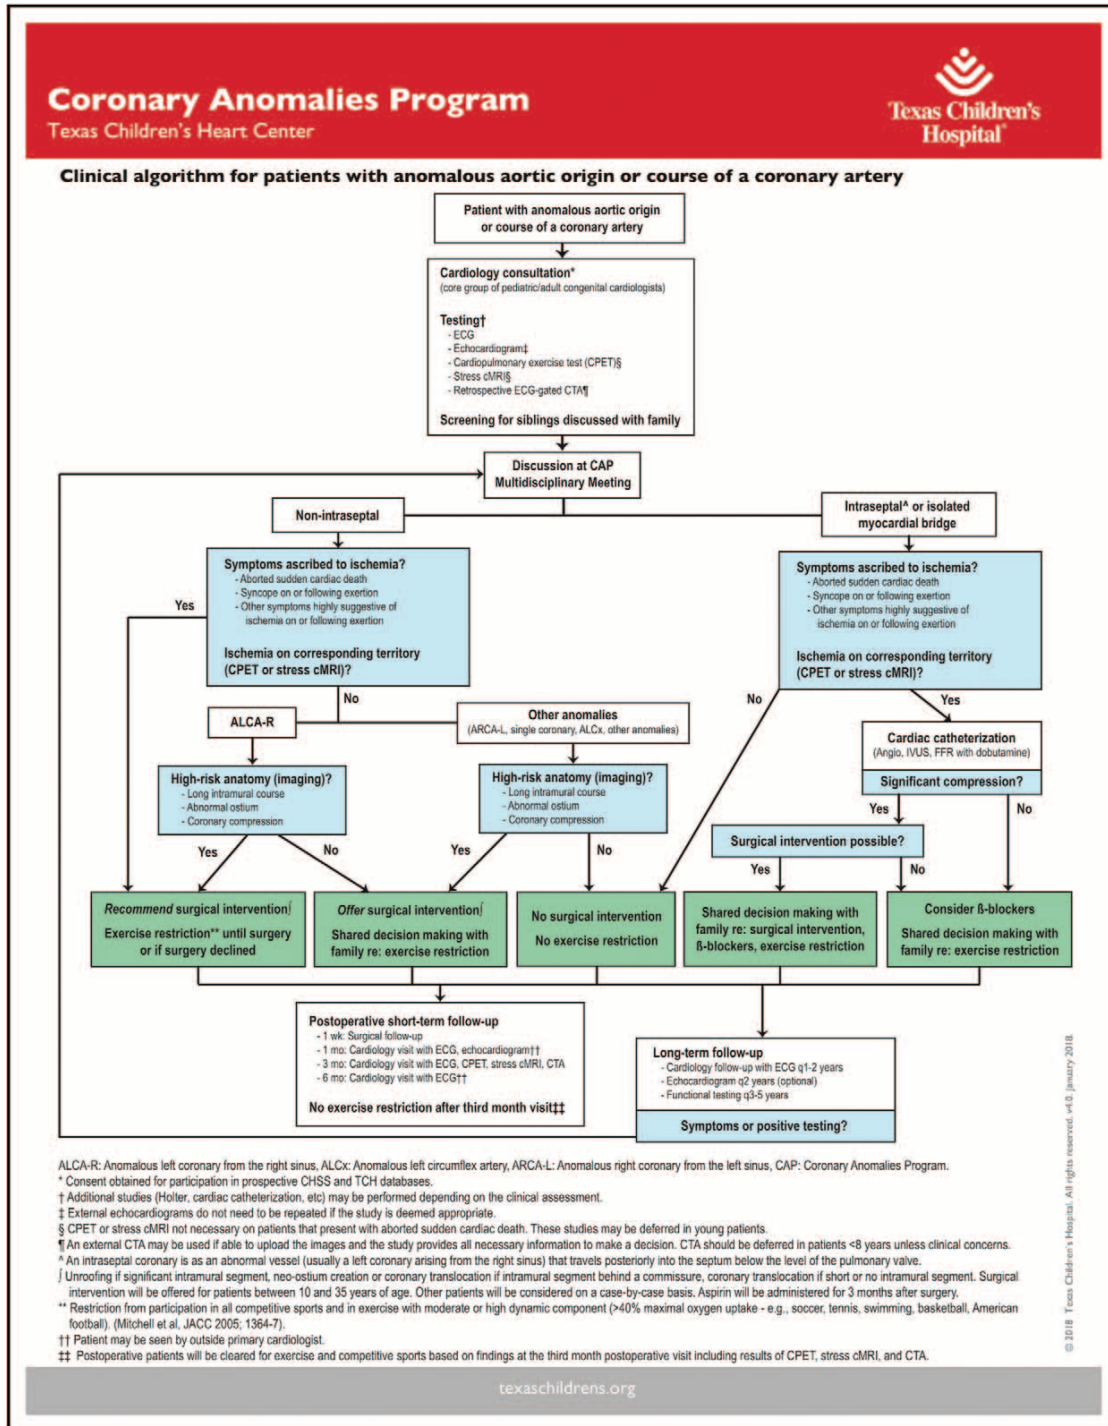 Coronary Anomalies Program
Texas Children's Heart Center
Texas Children's
Hospital®
Clinical algorithm for patients with anomalous aortic origin or course of a coronary artery
Patient with anomalous aortic origin
or course of a coronary artery
Cardiology consultation*
(core group of pediatric/adult congenital cardiologists)
Testing†
- ECG
- Echocardiogram‡
- Cardiopulmonary exercise test (CPET)§
- Stress cMRI§
- Retrospective ECG-gated CTA¶
Screening for siblings discussed with family
Discussion at CAP
Multidisciplinary Meeting
Non-intraseptal
Intraseptal^ or isolated
myocardial bridge
Symptoms ascribed to ischemia?
- Aborted sudden cardiac death
- Syncope on or following exertion
- Other symptoms highly suggestive of
ischemia on or following exertion
Ischemia on corresponding territory
(CPET or stress cMRI)?
Yes
No
Symptoms ascribed to ischemia?
- Aborted sudden cardiac death
- Syncope on or following exertion
- Other symptoms highly suggestive of
ischemia on or following exertion
Ischemia on corresponding territory
(CPET or stress cMRI)?
No
Yes
ALCA-R
Other anomalies
(ARCA-L, single coronary, ALCx, other anomalies)
Cardiac catheterization
(Angio, IVUS, FFR with dobutamine)
Significant compression?
Yes
No
High-risk anatomy (imaging)?
- Long intramural course
- Abnormal ostium
- Coronary compression
Yes
No
High-risk anatomy (imaging)?
- Long intramural course
- Abnormal ostium
- Coronary compression
Yes
No
Surgical intervention possible?
Yes
No
Recommend surgical intervention∫
Exercise restriction** until surgery
or if surgery declined
Offer surgical intervention∫
Shared decision making with
family re: exercise restriction
No surgical intervention
No exercise restriction
Shared decision making with
family re: surgical intervention,
ß-blockers, exercise restriction
Consider ß-blockers
Shared decision making with
family re: exercise restriction
Postoperative short-term follow-up
- 1 wk: Surgical follow-up
- 1 mo: Cardiology visit with ECG, echocardiogram††
- 3 mo: Cardiology visit with ECG, CPET, stress cMRI, CTA
- 6 mo: Cardiology visit with ECG††
No exercise restriction after third month visit‡‡
Long-term follow-up
- Cardiology follow-up with ECG q1-2 years
- Echocardiogram q2 years (optional)
- Functional testing q3-5 years
Symptoms or positive testing?
ALCA-R: Anomalous left coronary from the right sinus, ALCx: Anomalous left circumflex artery, ARCA-L: Anomalous right coronary from the left sinus, CAP: Coronary Anomalies Program.
* Consent obtained for participation in prospective CHSS and TCH databases.
† Additional studies (Holter, cardiac catheterization, etc) may be performed depending on the clinical assessment.
‡ External echocardiograms do not need to be repeated if the study is deemed appropriate.
§ CPET or stress cMRI not necessary on patients that present with aborted sudden cardiac death. These studies may be deferred in young patients.
¶ An external CTA may be used if able to upload the images and the study provides all necessary information to make a decision. CTA should be deferred in patients <8 years unless clinical concerns.
^ An intraseptal coronary is as an abnormal vessel (usually a left coronary arising from the right sinus) that travels posteriorly into the septum below the level of the pulmonary valve.
∫ Unroofing if significant intramural segment, neo-ostium creation or coronary translocation if intramural segment behind a commissure, coronary translocation if short or no intramural segment. Surgical
intervention will be offered for patients between 10 and 35 years of age. Other patients will be considered on a case-by-case basis. Aspirin will be administered for 3 months after surgery.
** Restriction from participation in all competitive sports and in exercise with moderate or high dynamic component (>40% maximal oxygen uptake - e.g., soccer, tennis, swimming, basketball, American
football). (Mitchell et al, JACC 2005; 1364-7).
†† Patient may be seen by outside primary cardiologist.
‡‡ Postoperative patients will be cleared for exercise and competitive sports based on findings at the third month postoperative visit including results of CPET, stress cMRI, and CTA.
© 2018 Texas Children's Hospital. All rights reserved. v4.0. January 2018.
texaschildrens.org